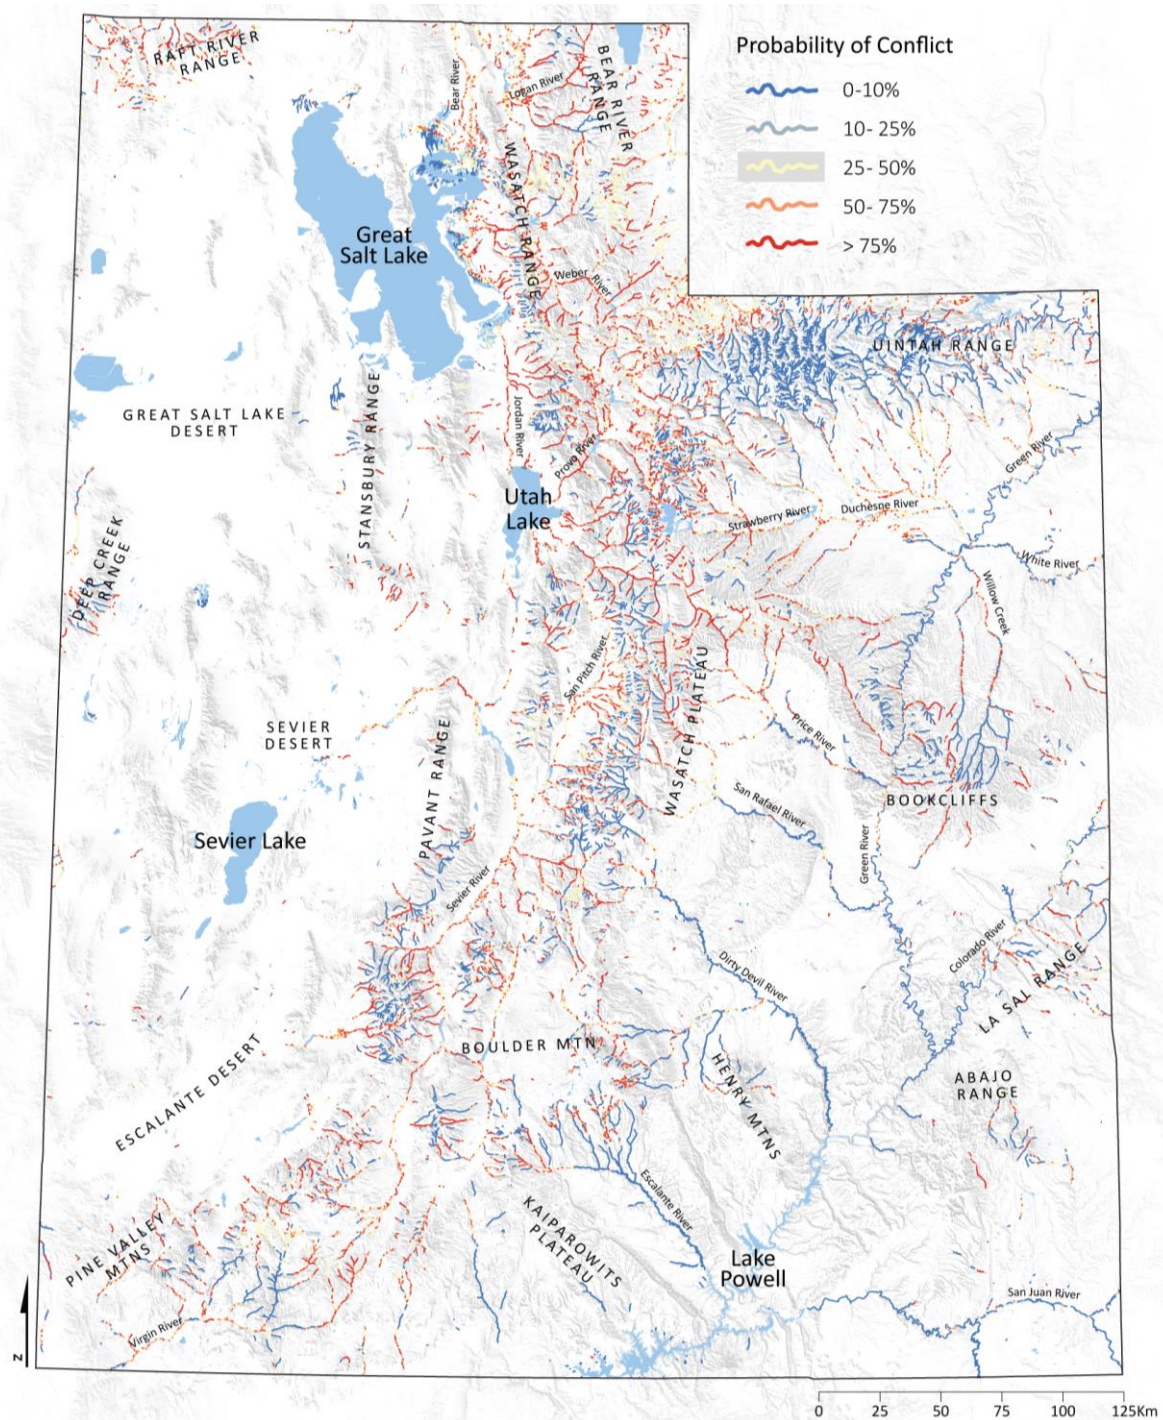 Probability of Conflict
0-10%
10- 25%
25- 50%
50- 75%
> 75%
RAFT RIVER
RANGE
Bear River
Logan River
BEAR RIVER
RANGE
WASATCH RANGE
Great
Salt Lake
Weber River
UINTAH RANGE
GREAT SALT LAKE
DESERT
STANSBURY RANGE
Jordan River
Provo River
Green River
Utah
Lake
Strawberry River
Duchesne River
DEEP CREEK
RANGE
White River
Willow Creek
San Pitch River
WASATCH PLATEAU
SEVIER
DESERT
PAVANT RANGE
Price River
San Rafael River
BOOKCLIFFS
Sevier Lake
Green River
Sevier River
Colorado River
Dirty Devil River
LA SAL RANGE
BOULDER MTN
HENRY MTNS
ABAJO
RANGE
ESCALANTE DESERT
Escalante River
KAIPAROWITS
PLATEAU
PINE VALLEY
MTNS
Lake
Powell
San Juan River
Virgin River
N
0 25 50 75 100 125Km